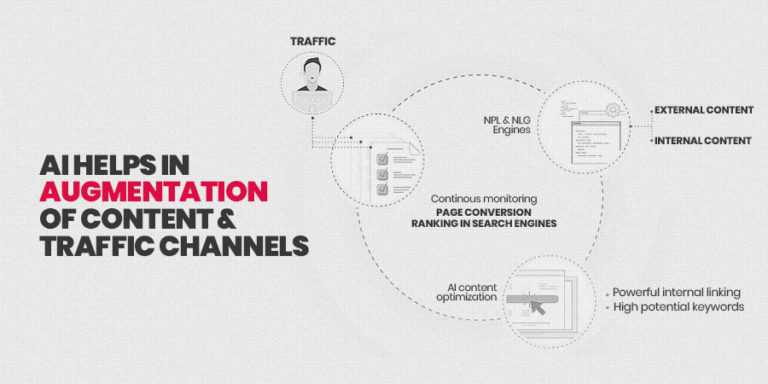 AI HELPS IN
AUGMENTATION
OF CONTENT &
TRAFFIC CHANNELS
TRAFFIC
NPL & NLG
Engines
EXTERNAL CONTENT
INTERNAL CONTENT
Continous monitoring
PAGE CONVERSION
RANKING IN SEARCH ENGINES
AI content
optimization
• Powerful internal linking
• High potential keywords